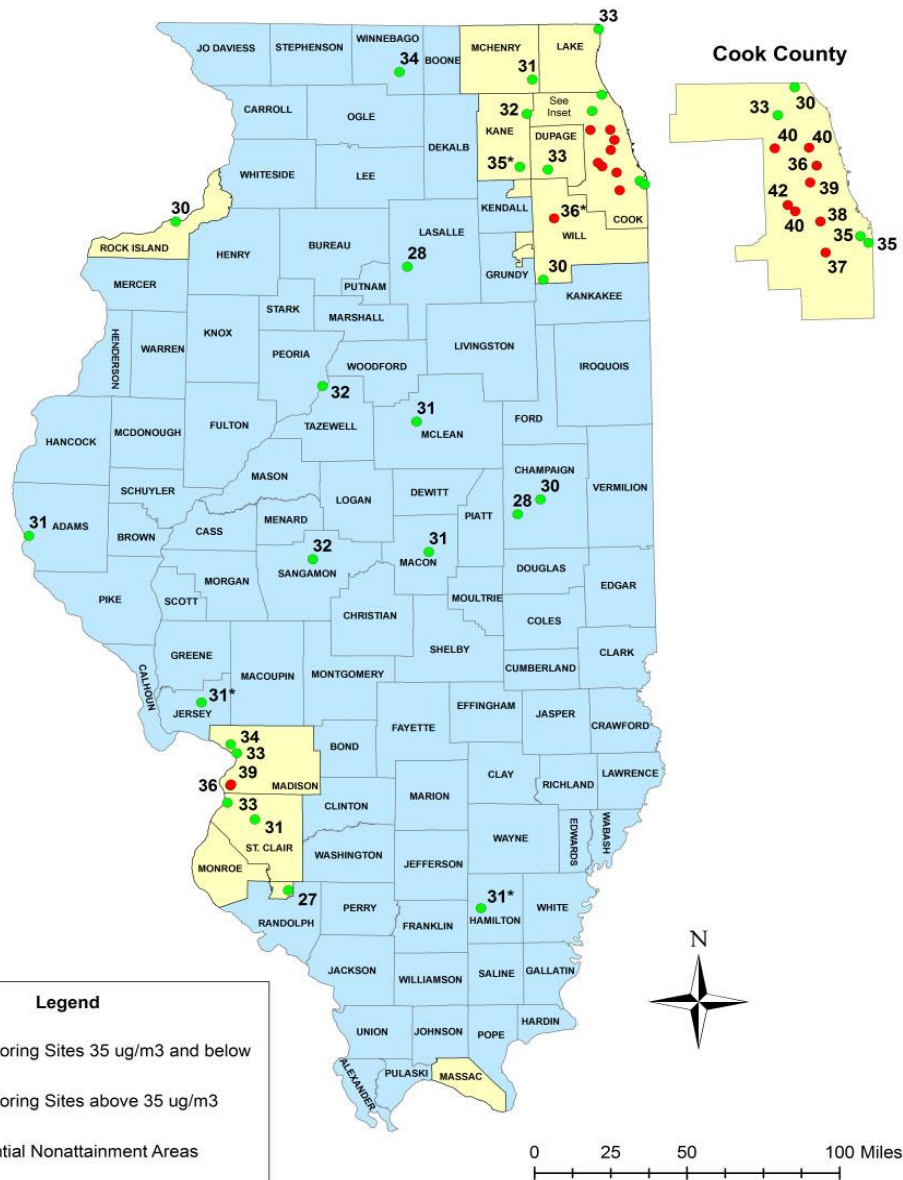 33
WINNEBAGO
JO DAVIESS
STEPHENSON
BOONE
MCHENRY
LAKE
34
31
Cook County
CARROLL
OGLE
DEKALB
32
See
Inset
KANE
DUPAGE
33
30
40
40
36
39
42
40
38
35
35
37
WHITESIDE
LEE
35*
33
KENDALL
36*
COOK
WILL
30
ROCK ISLAND
HENRY
BUREAU
LASALLE
28
PUTNAM
GRUNDY
30
KANKAKEE
MERCER
STARK
MARSHALL
HENDERSON
WARREN
KNOX
PEORIA
WOODFORD
LIVINGSTON
IROQUOIS
32
31
MCLEAN
FORD
HANCOCK
MCDONOUGH
FULTON
TAZEWELL
MASON
LOGAN
DEWITT
CHAMPAIGN
VERMILION
SCHUYLER
30
28
PIATT
31
ADAMS
BROWN
CASS
MENARD
32
SANGAMON
31
MACON
PIKE
SCOTT
MORGAN
DOUGLAS
EDGAR
MOULTRIE
CHRISTIAN
COLES
GREENE
SHELBY
CLARK
CUMBERLAND
CALHOUN
MACOUPIN
MONTGOMERY
31*
JERSEY
FAYETTE
EFFINGHAM
JASPER
CRAWFORD
34
33
BOND
39
36
MADISON
CLAY
RICHLAND
LAWRENCE
33
CLINTON
MARION
31
ST. CLAIR
WAYNE
EDWARDS
WABASH
MONROE
WASHINGTON
JEFFERSON
27
RANDOLPH
PERRY
31*
HAMILTON
WHITE
FRANKLIN
N
JACKSON
WILLIAMSON
SALINE
GALLATIN
Legend
oring Sites 35 ug/m3 and below
oring Sites above 35 ug/m3
ntial Nonattainment Areas
UNION
JOHNSON
POPE
HARDIN
ALEXANDER
PULASKI
MASSAC
0 25 50 100 Miles